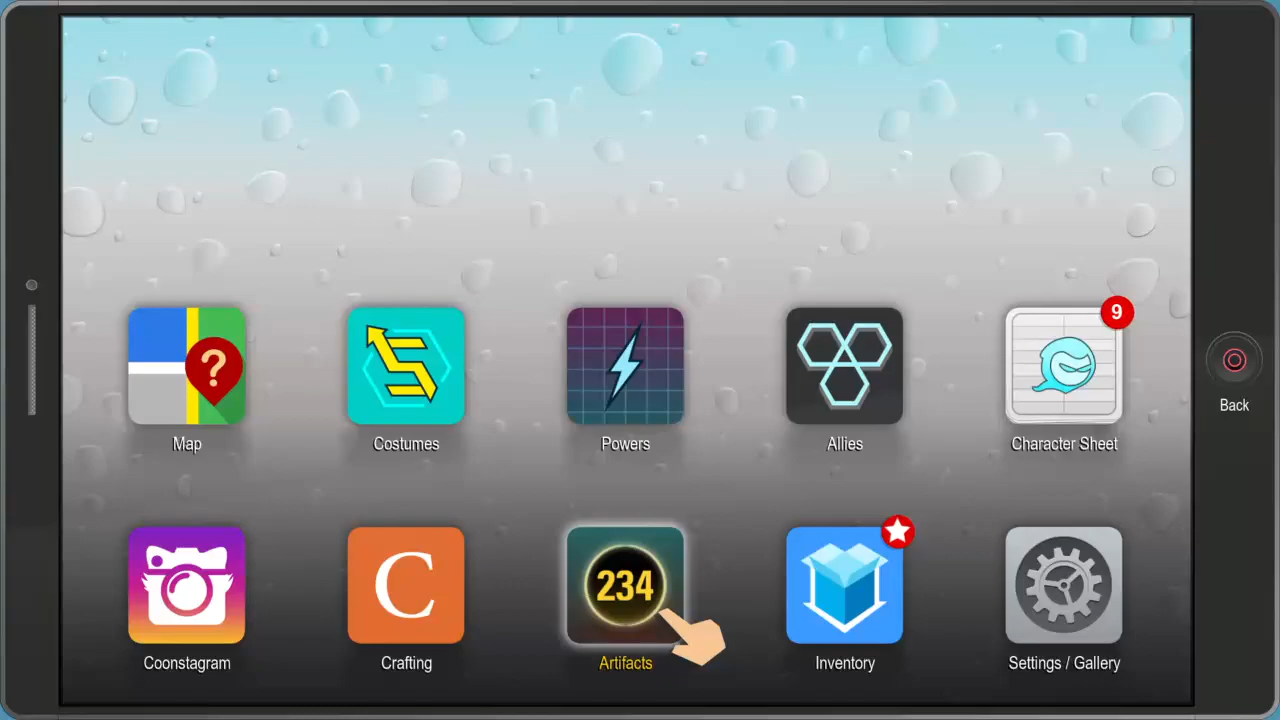 9
?
Map
Costumes
Powers
Allies
Character Sheet
Back
C
234
Coonstagram
Crafting
Artifacts
Inventory
Settings / Gallery